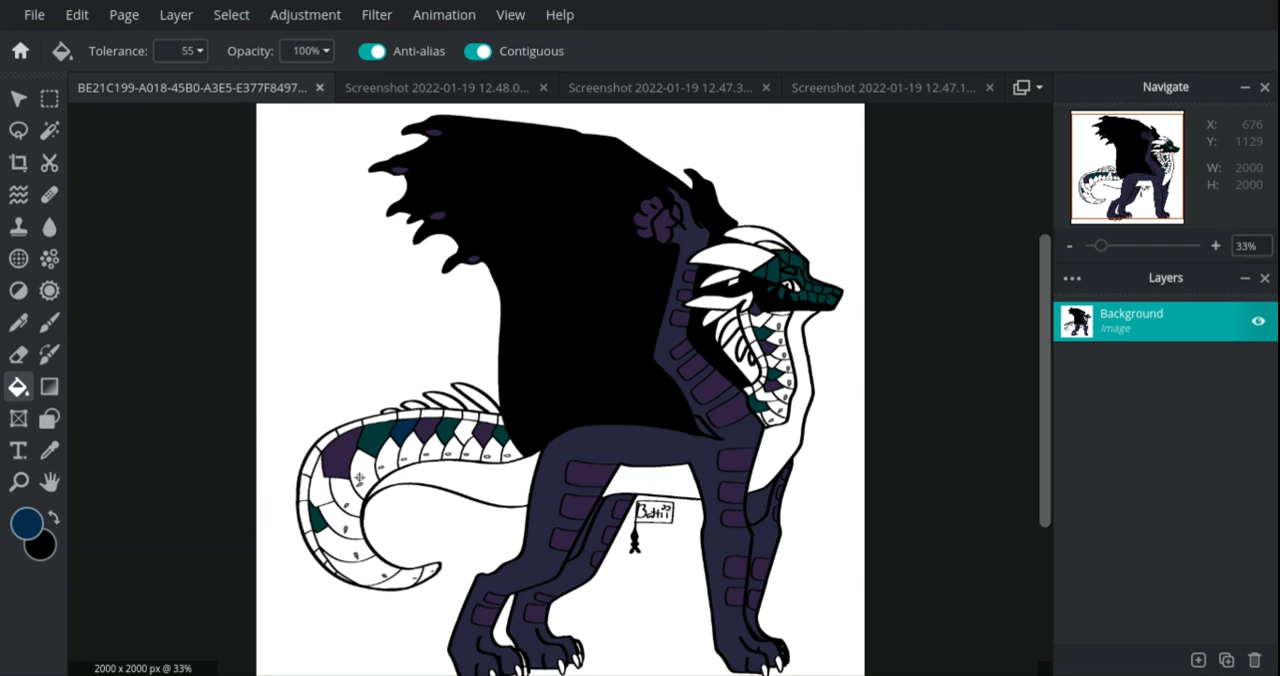 File Edit Page Layer Select Adjustment Filter Animation View Help
Tolerance: 55 Opacity: 100% Anti-alias Contiguous
BE21C199-A018-45B0-A3E5-E377F8497... Screenshot 2022-01-19 12.48.0... Screenshot 2022-01-19 12.47.3... Screenshot 2022-01-19 12.47.1...
Navigate
X: 676
Y: 1129
W: 2000
H: 2000
33%
Layers
Background
Image
2000 x 2000 px @ 33%